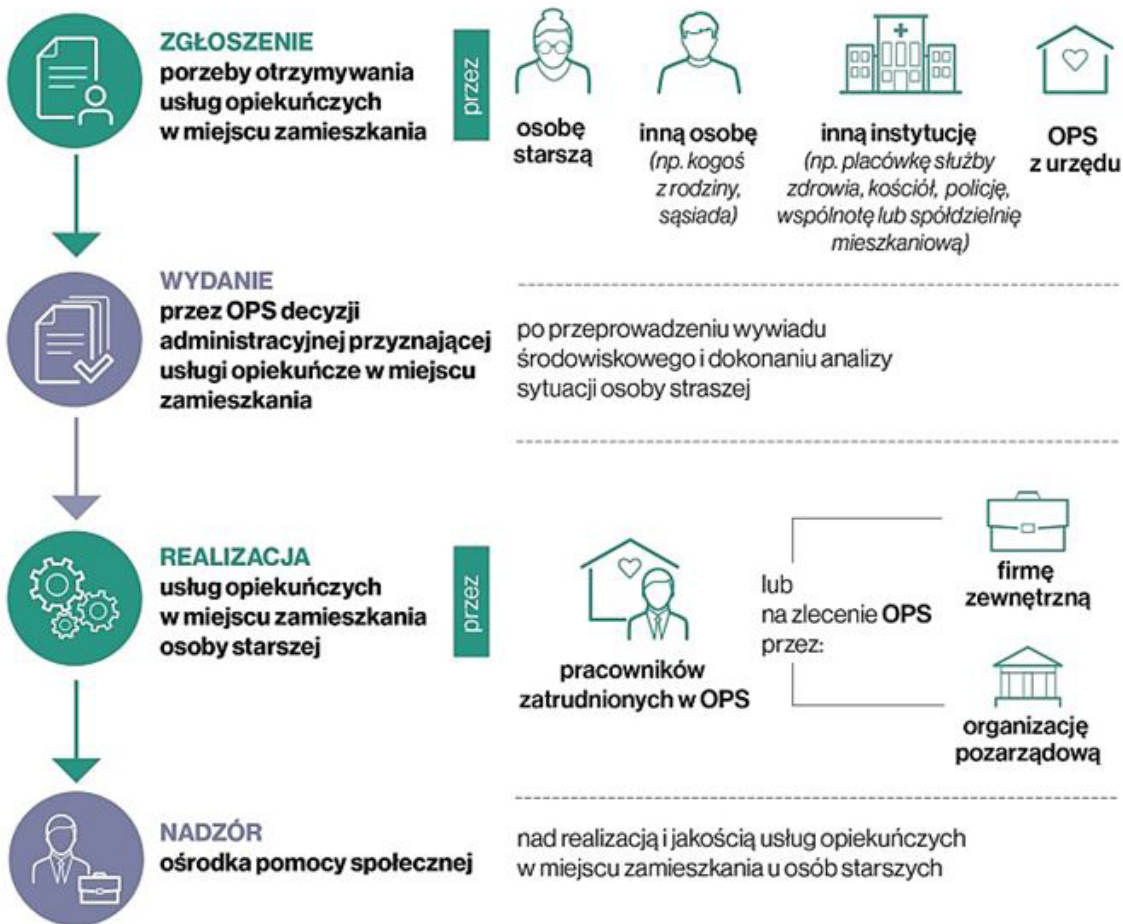 ZGŁOSZENIE
porzeby otrzymywania
usług opiekuńczych
w miejscu zamieszkania
przez
osobę
starszą
inną osobę
(np. kogoś
z rodziny,
sąsiada)
inną instytucję
(np. placówkę służby
zdrowia, kościół, policję,
wspólnotę lub spółdzielnię
mieszkaniową)
OPS
z urzędu
WYDANIE
przez OPS decyzji
administracyjnej przyznającej
usługi opiekuńcze w miejscu
zamieszkania
po przeprowadzeniu wywiadu
środowiskowego i dokonaniu analizy
sytuacji osoby straszej
REALIZACJA
usług opiekuńczych
w miejscu zamieszkania
osoby starszej
przez
pracowników
zatrudnionych w OPS
lub
na zlecenie OPS
przez:
firmę
zewnętrzną
organizację
pozarządową
NADZÓR
ośrodka pomocy społecznej
nad realizacją i jakością usług opiekuńczych
w miejscu zamieszkania u osób starszych